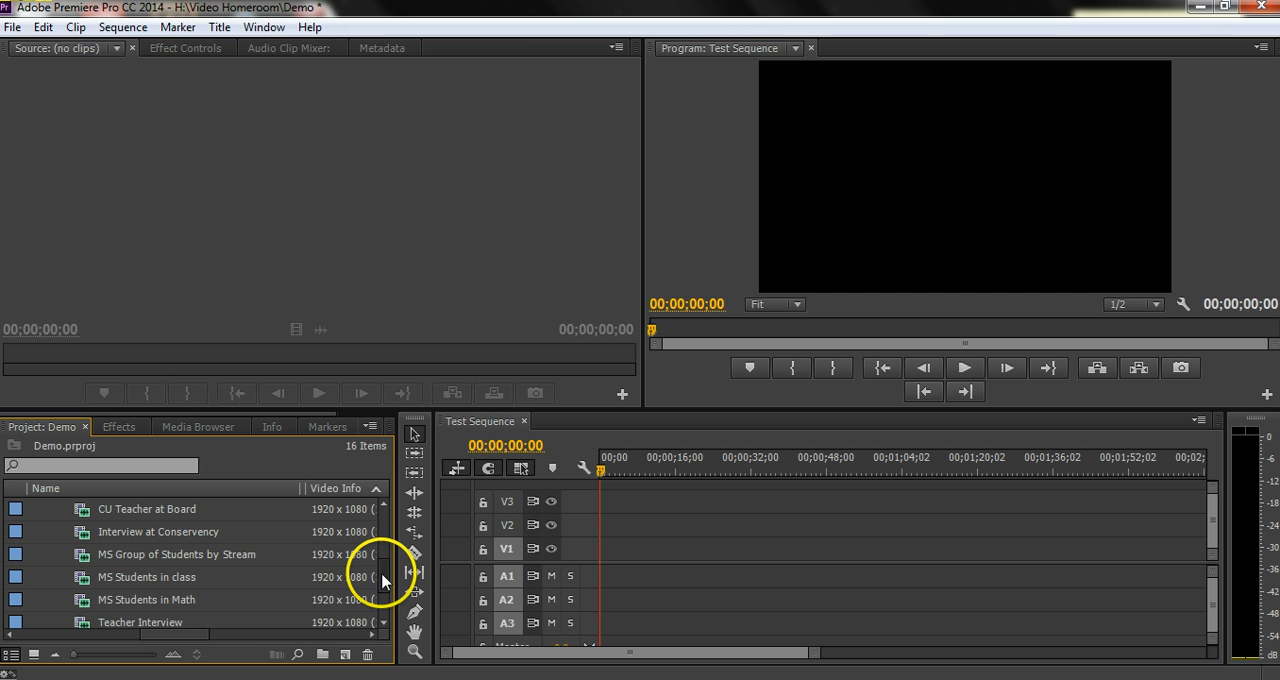 Pr Adobe Premiere Pro CC 2014 - H:\Video Homeroom\Demo *
File Edit Clip Sequence Marker Title Window Help
Source: (no clips) Effect Controls Audio Clip Mixer: Metadata
Program: Test Sequence
00;00;00;00 Fit 1/2 00;00;00;00
00;00;00;00 00;00;00;00
Project: Demo Effects Media Browser Info Markers
Test Sequence
Demo.prproj 16 Items
00;00;00;00
00;00 00;00;16;00 00;00;32;00 00;00;48;00 00;01;04;02 00;01;20;02 00;01;36;02 00;01;52;02 00;02;
Name Video Info
CU Teacher at Board 1920 x 1080 (
Interview at Conservency 1920 x 1080 (
MS Group of Students by Stream 1920 x 1080 (
MS Students in class 1920 x 1080 (
MS Students in Math 1920 x 1080 (
Teacher Interview 1920 x 1080 (
V3
V2
V1
A1 M S
A2 M S
A3 M S
0
-6
-12
-18
-24
-30
-36
-42
-48
-54
dB